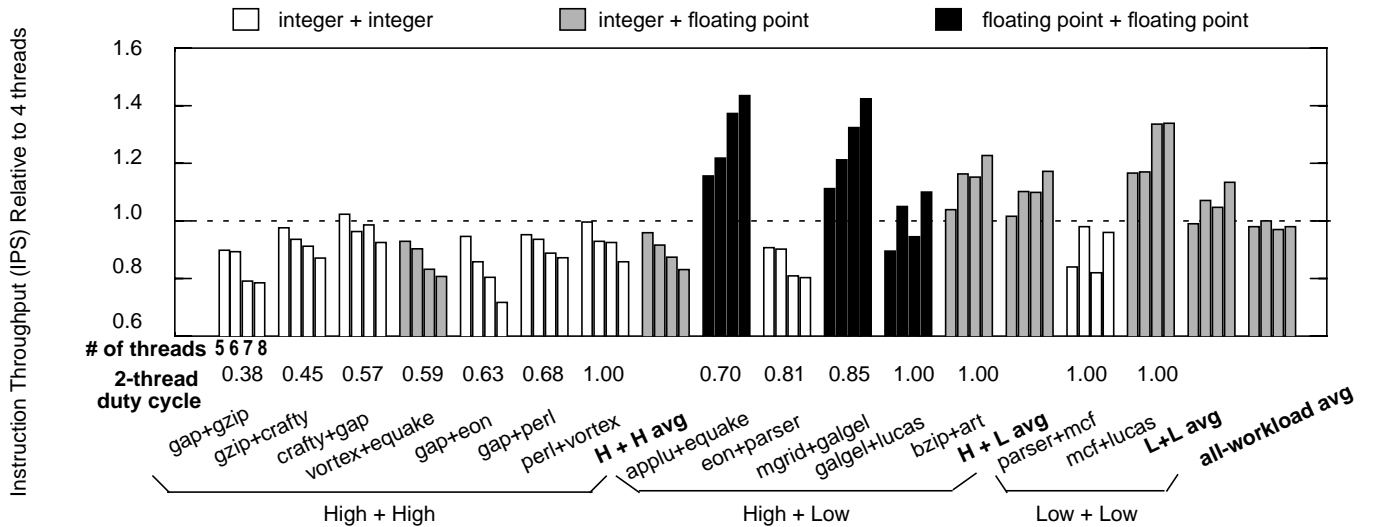 integer + integer
integer + floating point
floating point + floating point
Instruction Throughput (IPS) Relative to 4 threads
1.6
1.4
1.2
1.0
0.8
0.6
# of threads 5 6 7 8
2-thread duty cycle 0.38 0.45 0.57 0.59 0.63 0.68 1.00 0.70 0.81 0.85 1.00 1.00 1.00 1.00
gap+gzip
gzip+crafty
crafty+gap
vortex+equake
gap+eon
gap+perl
perl+vortex
H + H avg
applu+equake
eon+parser
mgrid+galgel
galgel+lucas
bzip+art
H + L avg
parser+mcf
mcf+lucas
L+L avg
all-workload avg
High + High
High + Low
Low + Low